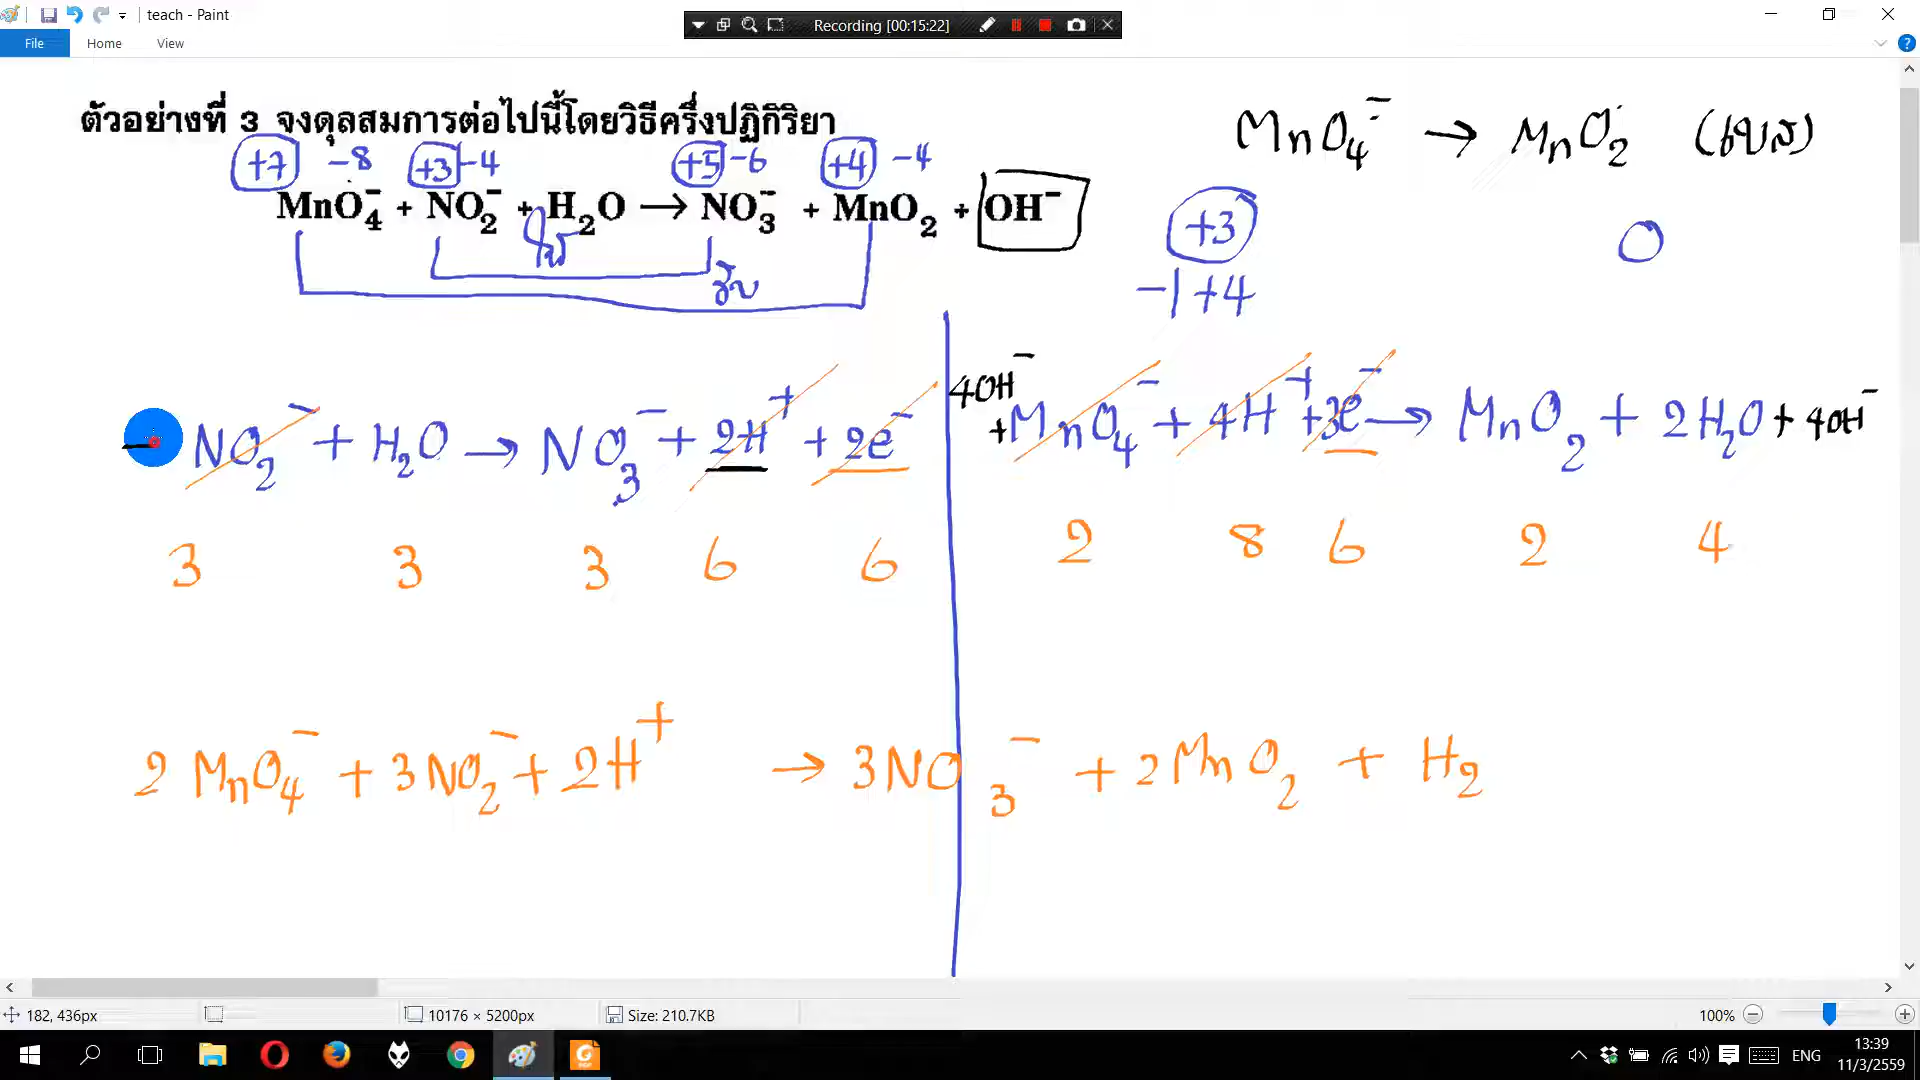 teach - Paint
Recording [00:15:22]
File Home View
ตัวอย่างที่ 3 จงดุลสมการต่อไปนี้โดยวิธีครึ่งปฏิกิริยา
MnO₄⁻ → MnO₂ (เบส)
+7 -8 +3 -4 +5 -6 +4 -4
MnO₄⁻ + NO₂⁻ + H₂O → NO₃⁻ + MnO₂ + OH⁻
+3 0
ให้
รับ
-1 +4
NO₂⁻ + H₂O → NO₃⁻ + 2H⁺ + 2e⁻
4OH⁻ + MnO₄⁻ + 4H⁺ + 3e⁻ → MnO₂ + 2H₂O + 4OH⁻
3 3 3 6 6 2 8 6 2 4
2MnO₄⁻ + 3NO₂⁻ + 2H⁺ → 3NO₃⁻ + 2MnO₂ + H₂
182, 436px 10176 × 5200px Size: 210.7KB 100%
ENG 13:39
11/3/2559